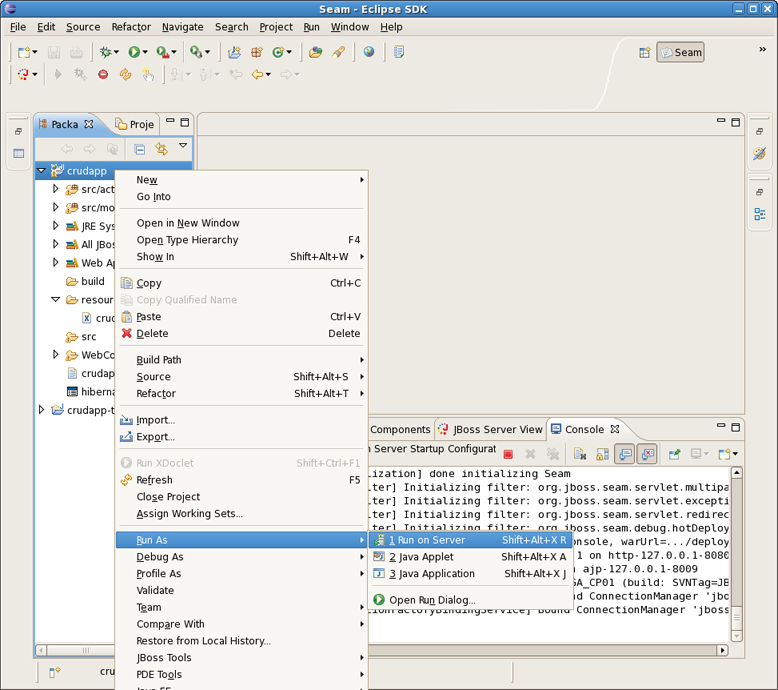 Seam - Eclipse SDK
File Edit Source Refactor Navigate Search Project Run Window Help
Seam
Packa Proje
crudapp
src/act
src/mo
JRE Sys
All JBos
Web Ap
build
resour
crud
src
WebCo
crudap
hiberna
crudapp-t
New
Go Into
Open in New Window
Open Type Hierarchy F4
Show In Shift+Alt+W
Copy Ctrl+C
Copy Qualified Name
Paste Ctrl+V
Delete Delete
Build Path
Source Shift+Alt+S
Refactor Shift+Alt+T
Import...
Export...
Run XDoclet Shift+Ctrl+F1
Refresh F5
Close Project
Assign Working Sets...
Run As
Debug As
Profile As
Validate
Team
Compare With
Restore from Local History...
JBoss Tools
PDE Tools
Java EE
1 Run on Server Shift+Alt+X R
2 Java Applet Shift+Alt+X A
3 Java Application Shift+Alt+X J
Open Run Dialog...
Components JBoss Server View Console
n Server Startup Configurat
lization] done initializing Seam
lter] Initializing filter: org.jboss.seam.servlet.multipa
lter] Initializing filter: org.jboss.seam.servlet.excepti
lter] Initializing filter: org.jboss.seam.servlet.redirec
lter] Initializing filter: org.jboss.seam.debug.hotDeploy
onsole, warUrl=.../deploy
1 on http-127.0.0.1-8080
ajp-127.0.0.1-8009
GA_CP01 (build: SVNTag=JB
nd ConnectionManager 'jbo
ConnectionManager 'jboss
cru